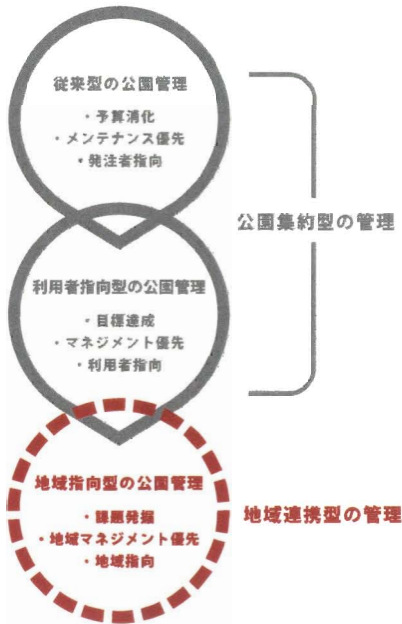 従来型の公園管理
・予算消化
・メンテナンス優先
・発注者指向
公園集約型の管理
利用者指向型の公園管理
・目標達成
・マネジメント優先
・利用者指向
地域指向型の公園管理
・課題発掘
・地域マネジメント優先
・地域指向
地域連携型の管理